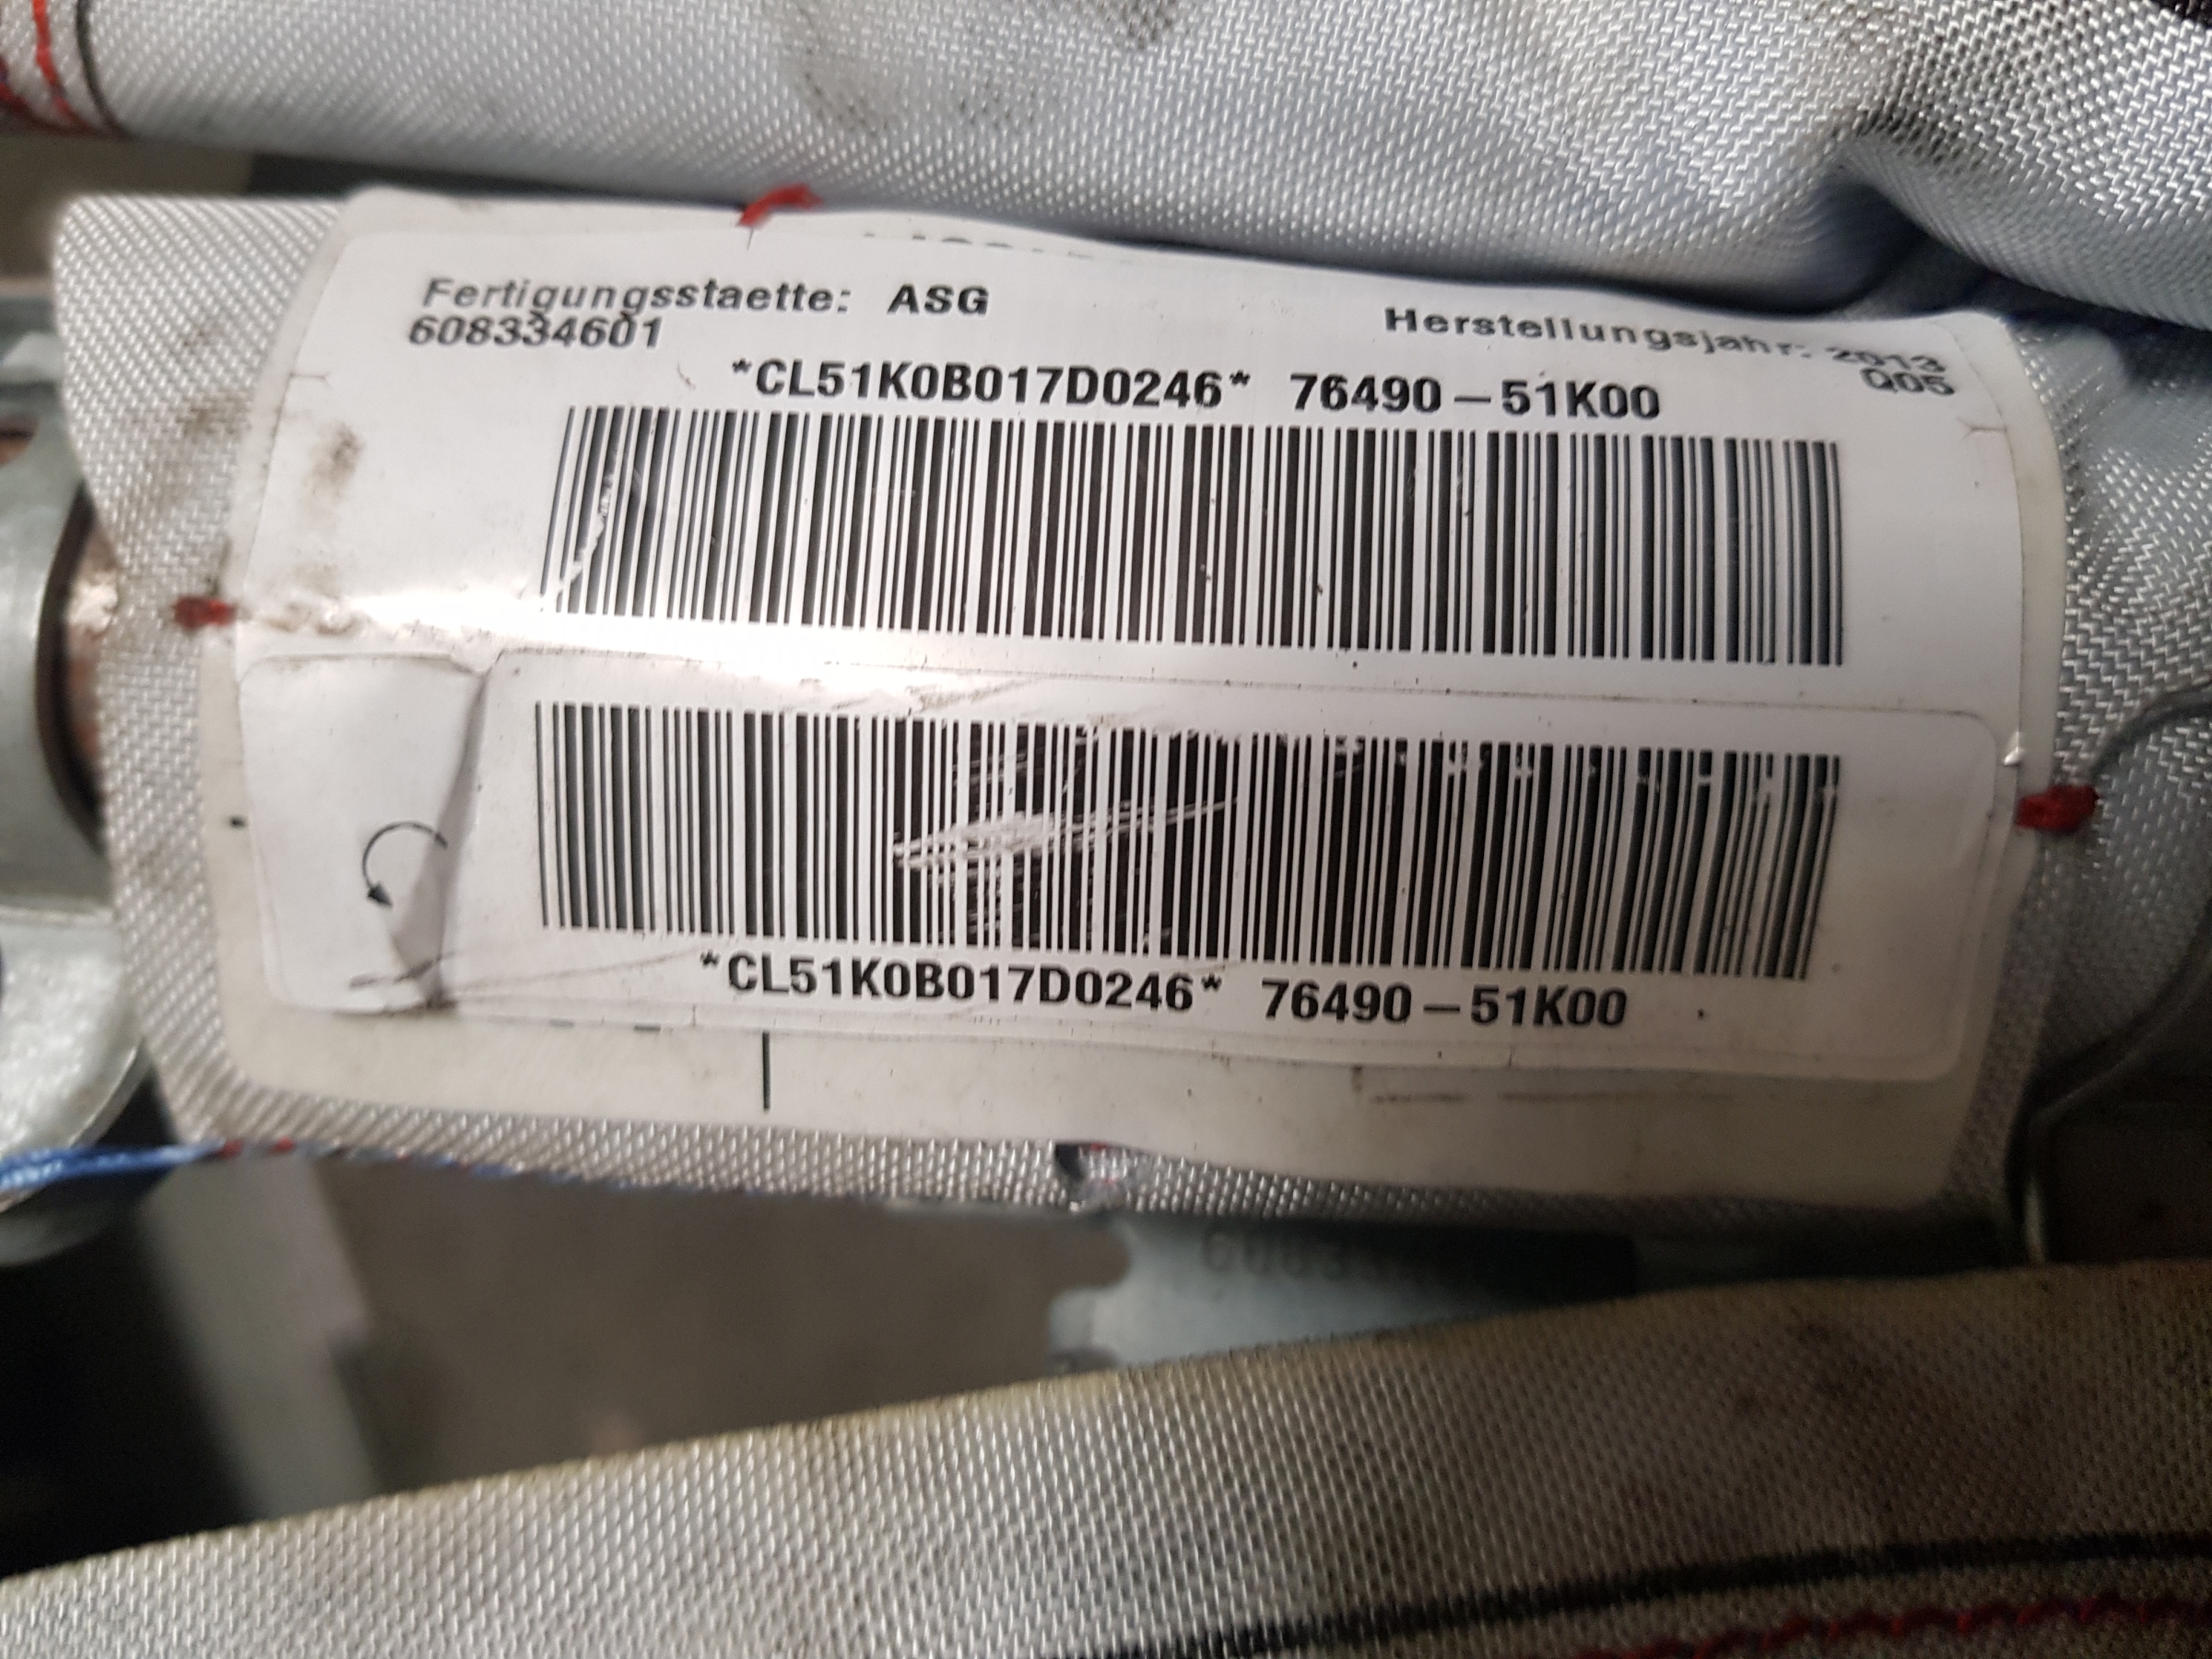 Fertigungsstaette: ASG
Herstellungsjahr: 2013
608334601
Q05
*CL51K0B017D0246* 76490-51K00
*CL51K0B017D0246* 76490-51K00